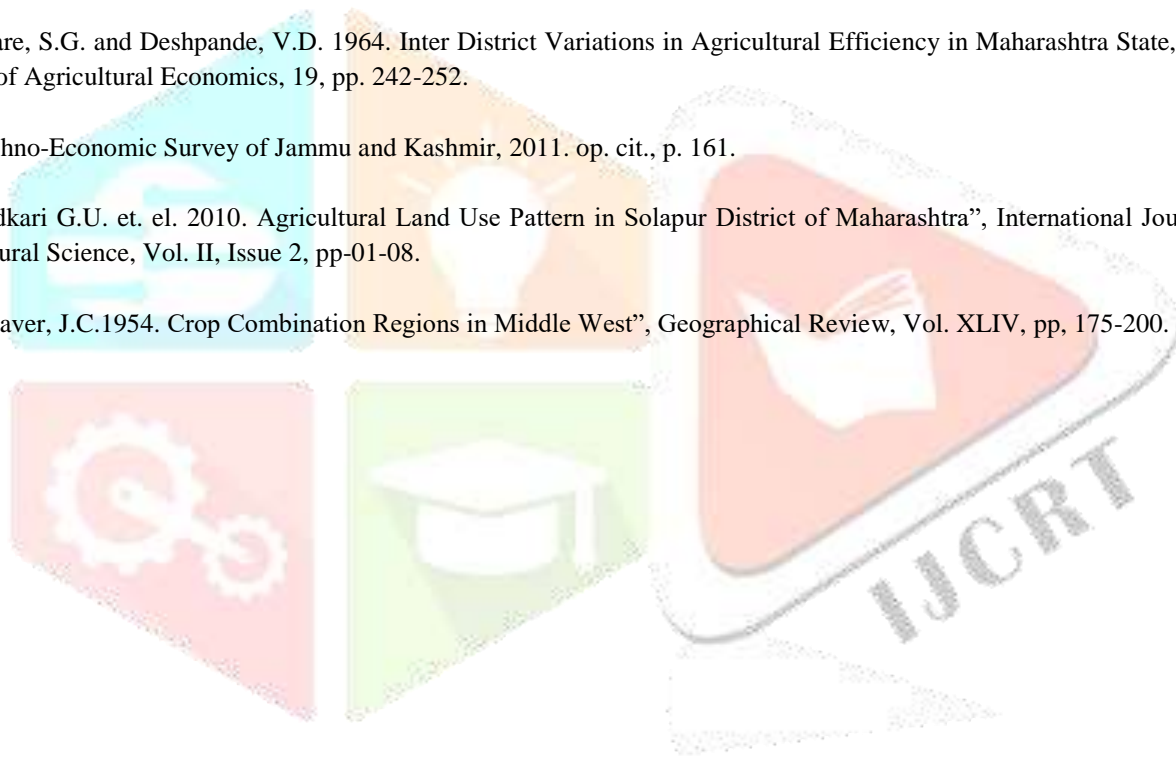 are, S.G. and Deshpande, V.D. 1964. Inter District Variations in Agricultural Efficiency in Maharashtra State,
of Agricultural Economics, 19, pp. 242-252.
hno-Economic Survey of Jammu and Kashmir, 2011. op. cit., p. 161.
dkari G.U. et. el. 2010. Agricultural Land Use Pattern in Solapur District of Maharashtra”, International Jou
ural Science, Vol. II, Issue 2, pp-01-08.
aver, J.C.1954. Crop Combination Regions in Middle West”, Geographical Review, Vol. XLIV, pp, 175-200.
IJCRT